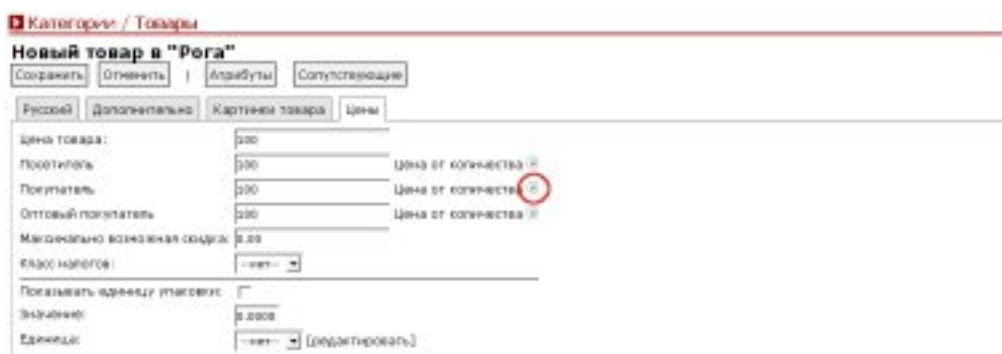 Категории / Товары
Новый товар в "Рога"
Сохранить Отменить | Атрибуты Сопутствующие
Русский Дополнительно Картинки товара Цены
Цена товара: 100
Посетитель 100 Цена от количества
Покупатель 100 Цена от количества
Оптовый покупатель 100 Цена от количества
Максимально возможная скидка: 0.00
Класс налогов: --нет--
Показывать единицу упаковки:
Значение: 0.0000
Единица: --нет-- [редактировать]